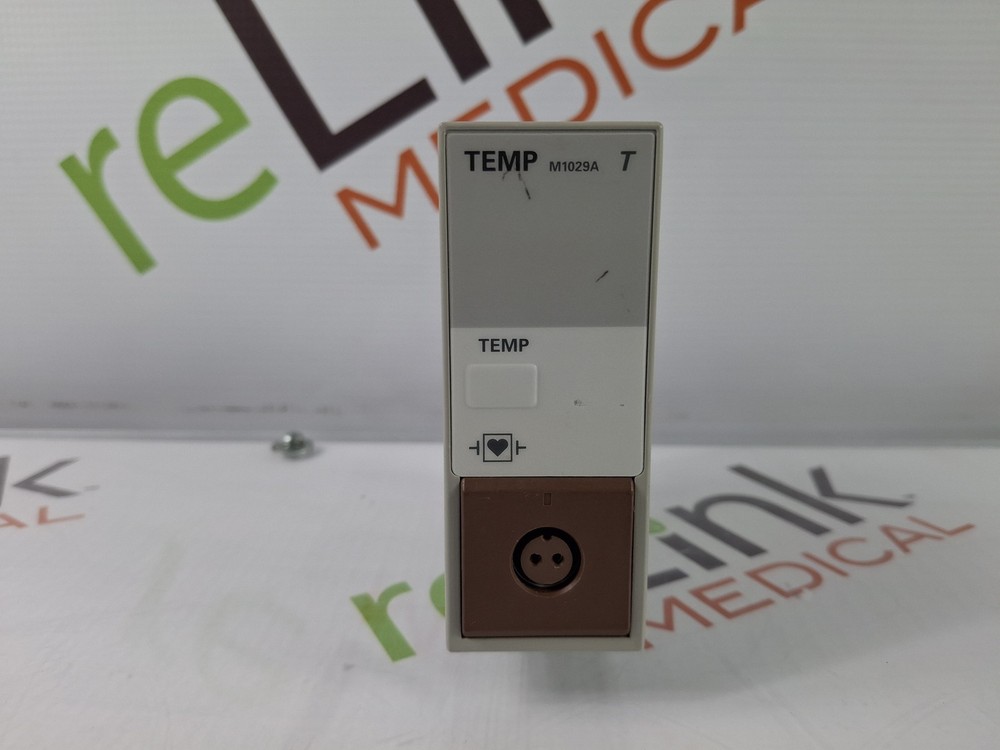 reLink
MEDICAL
TEMP M1029A T
TEMP
reLink
MEDICAL